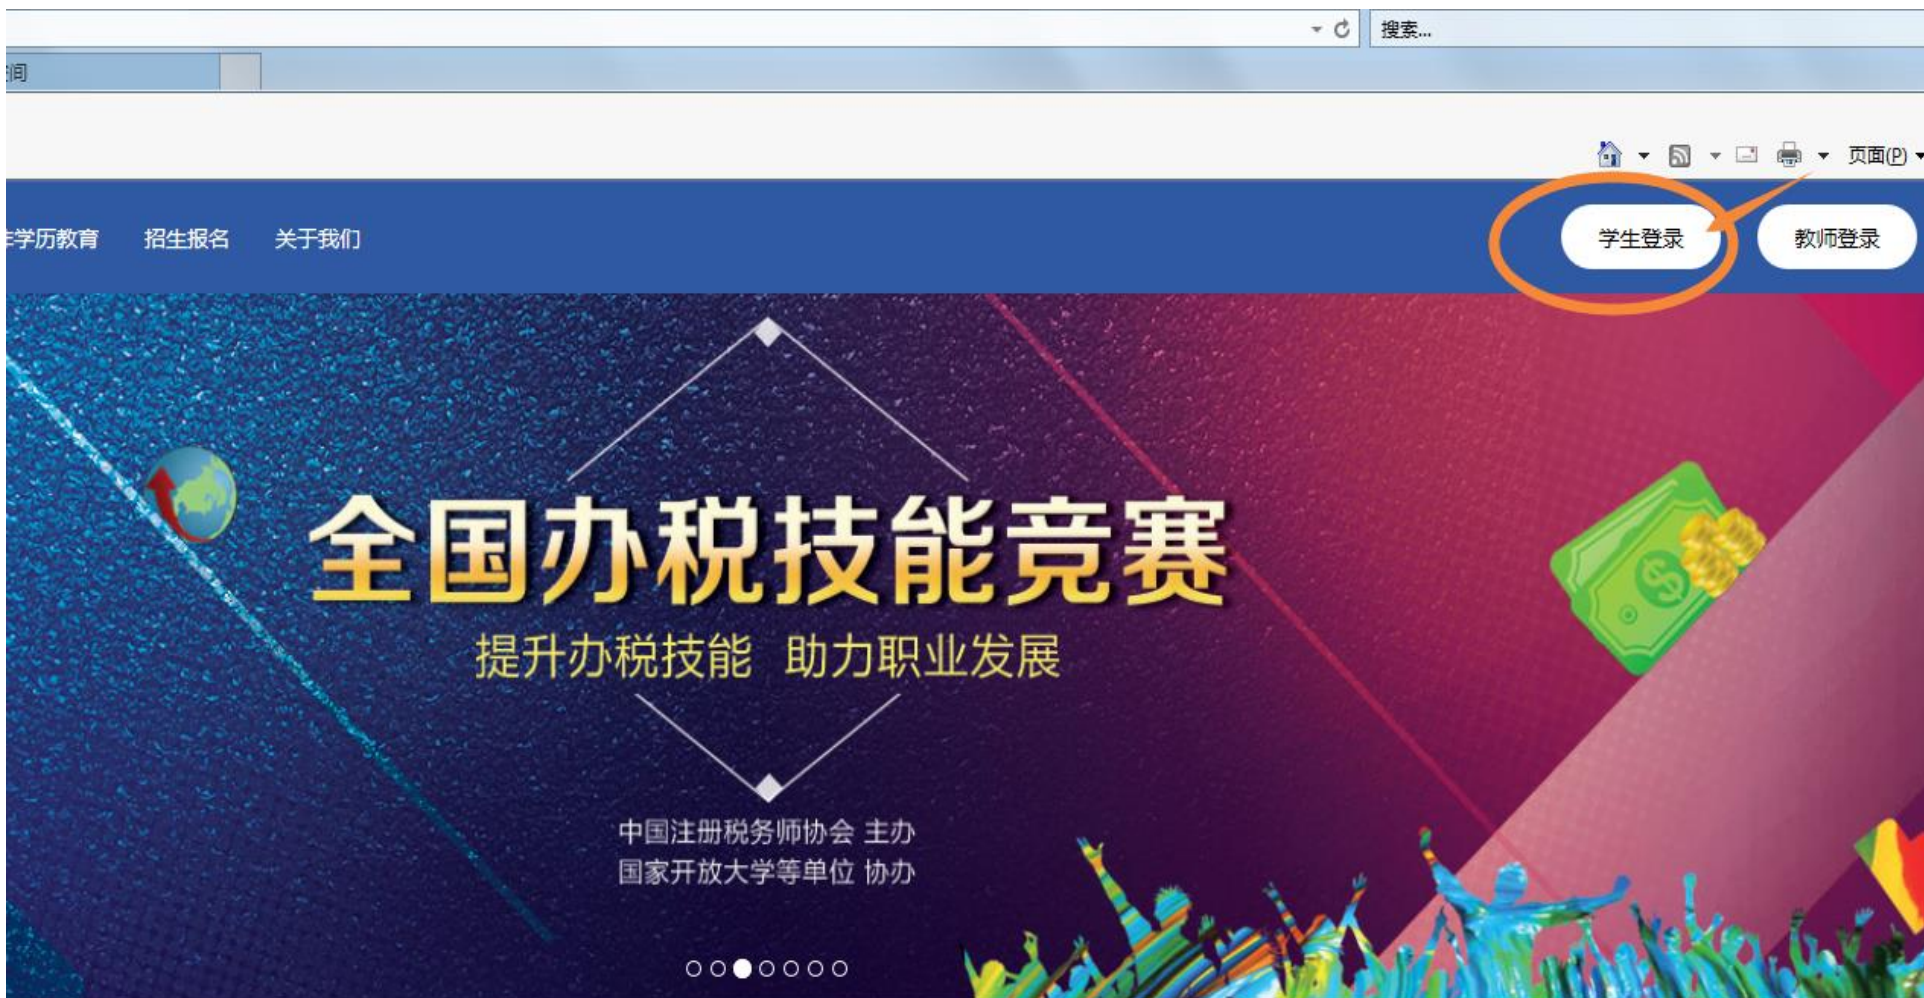 搜索...
间
页面(P)
学历教育 招生报名 关于我们 学生登录 教师登录
全国办税技能竞赛
提升办税技能 助力职业发展
中国注册税务师协会 主办
国家开放大学等单位 协办